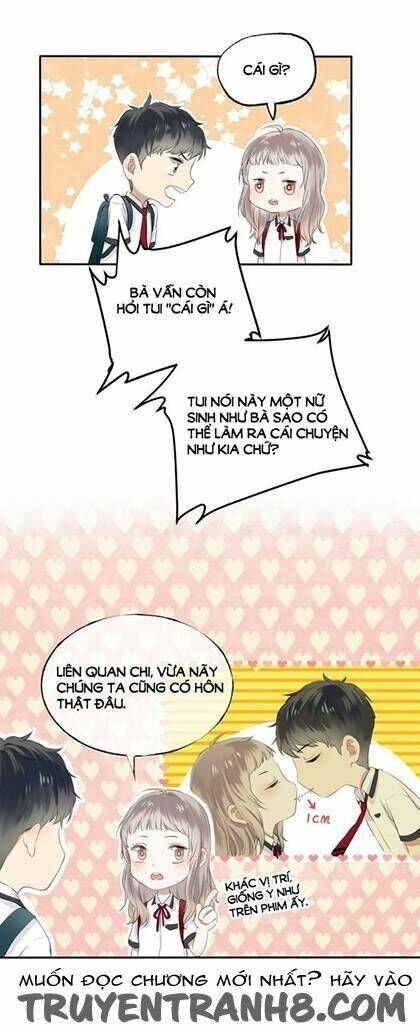 CÁI GÌ?
BÀ VẪN CÒN
HỎI TUI "CÁI GÌ" Á!
TUI NÓI NÀY MỘT NỮ
SINH NHƯ BÀ SAO CÓ
THỂ LÀM RA CÁI CHUYỆN
NHƯ KIA CHỨ?
LIÊN QUAN CHI, VỪA NÃY
CHÚNG TA CŨNG CÓ HÔN
THẬT ĐÂU.
1CM
KHÁC VỊ TRÍ,
GIỐNG Y NHƯ
TRÊN PHIM ẤY.
MUỐN ĐỌC CHƯƠNG MỚI NHẤT? HÃY VÀO
TRUYENTRANH8.COM